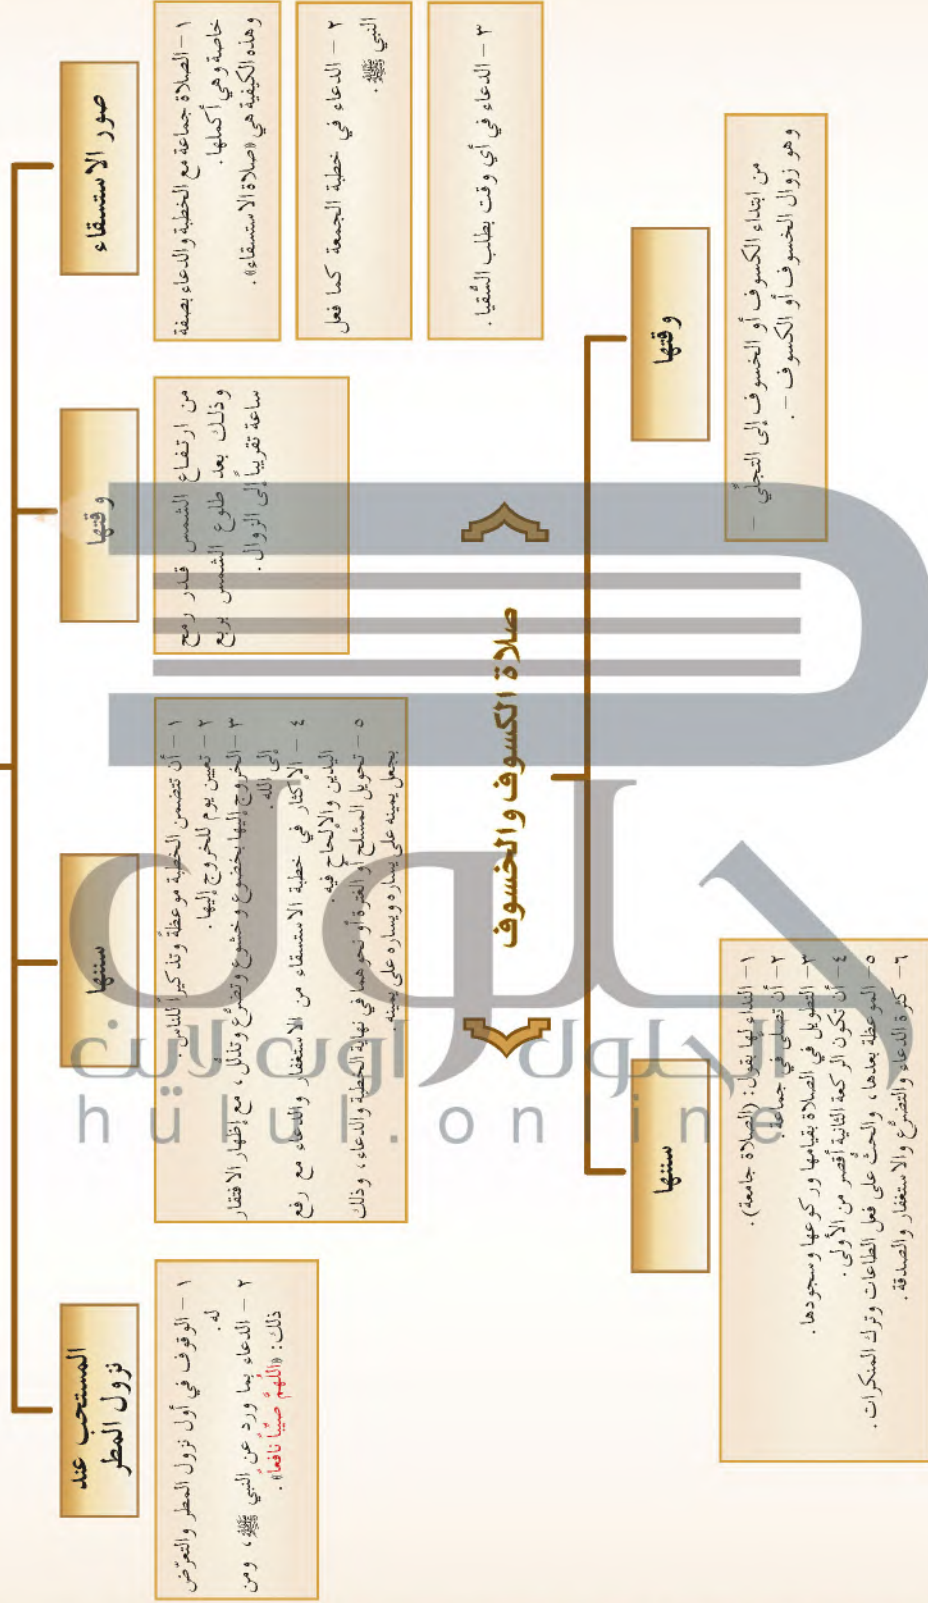 صور الاستسقاء
١ – الصلاة جماعة مع الخطبة والدعاء بصفة
خاصة وهي أكملها.
وهذه الكيفية هي «صلاة الاستسقاء».
٢ – الدعاء في خطبة الجمعة كما فعل
النبي ﷺ.
٣ – الدعاء في أي وقت بطلب السُّقيا.
وقتها
من ارتفاع الشمس قدر رمح
وذلك بعد طلوع الشمس بربع
ساعة تقريباً إلى الزوال.
سننها
١ – أن تتضمن الخطبة موعظةً وتذكيراً للناس.
٢ – تعيين يوم للخروج إليها.
٣ – الخروج إليها بخضوع وخشوع وتضرُّع وتذلُّل، مع إظهار الافتقار
إلى الله.
٤ – الإكثار في خطبة الاستسقاء من الاستغفار والدعاء مع رفع
اليدين والإلحاح فيه.
٥ – تحويل المشلح أو الغترة أو نحوهما في نهاية الخطبة والدعاء، وذلك
بجعل يمينه على يساره ويساره على يمينه
المستحب عند
نزول المطر
١ – الوقوف في أول نزول المطر والتعرّض
له.
٢ – الدعاء بما ورد عن النبي ﷺ، ومن
ذلك: «اللَّهمَّ صَيِّباً نافعاً».
صلاة الكسوف والخسوف
وقتها
من ابتداء الكسوف أو الخسوف إلى التجلِّي –
وهو زوال الخسوف أو الكسوف –.
سننها
١– النداء لها بقول: (الصلاة جامعة).
٢– أن تصلى في جماعة.
٣– التطويل في الصلاة بقيامها وركوعها وسجودها.
٤– أن تكون الركعة الثانية أقصر من الأولى.
٥– الموعظة بعدها، والحثُّ على فعل الطاعات وترك المنكرات.
٦– كثرة الدعاء والتضرُّع والاستغفار والصدقة.
حلول
الحلول اون لاين
hulul.online